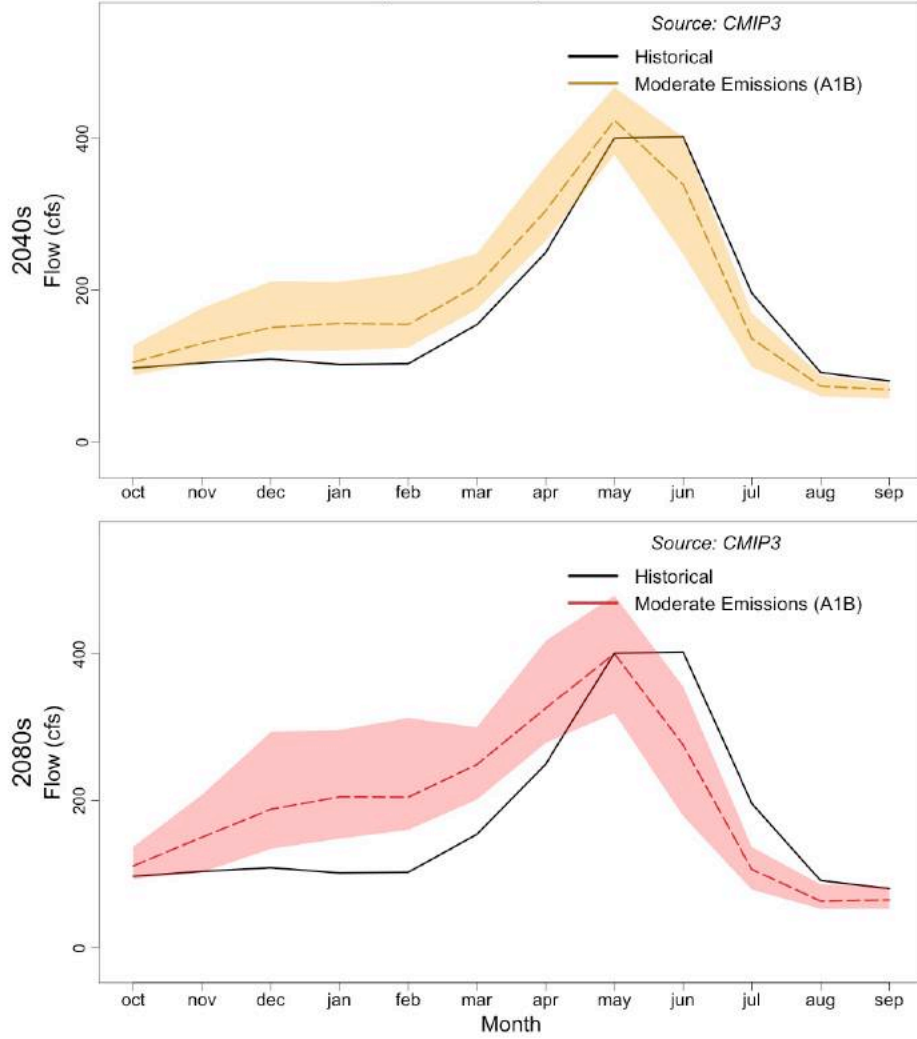 Source: CMIP3
Historical
Moderate Emissions (A1B)
2040s
Flow (cfs)
400
200
0
oct nov dec jan feb mar apr may jun jul aug sep
Source: CMIP3
Historical
Moderate Emissions (A1B)
2080s
Flow (cfs)
400
200
0
oct nov dec jan feb mar apr may jun jul aug sep
Month